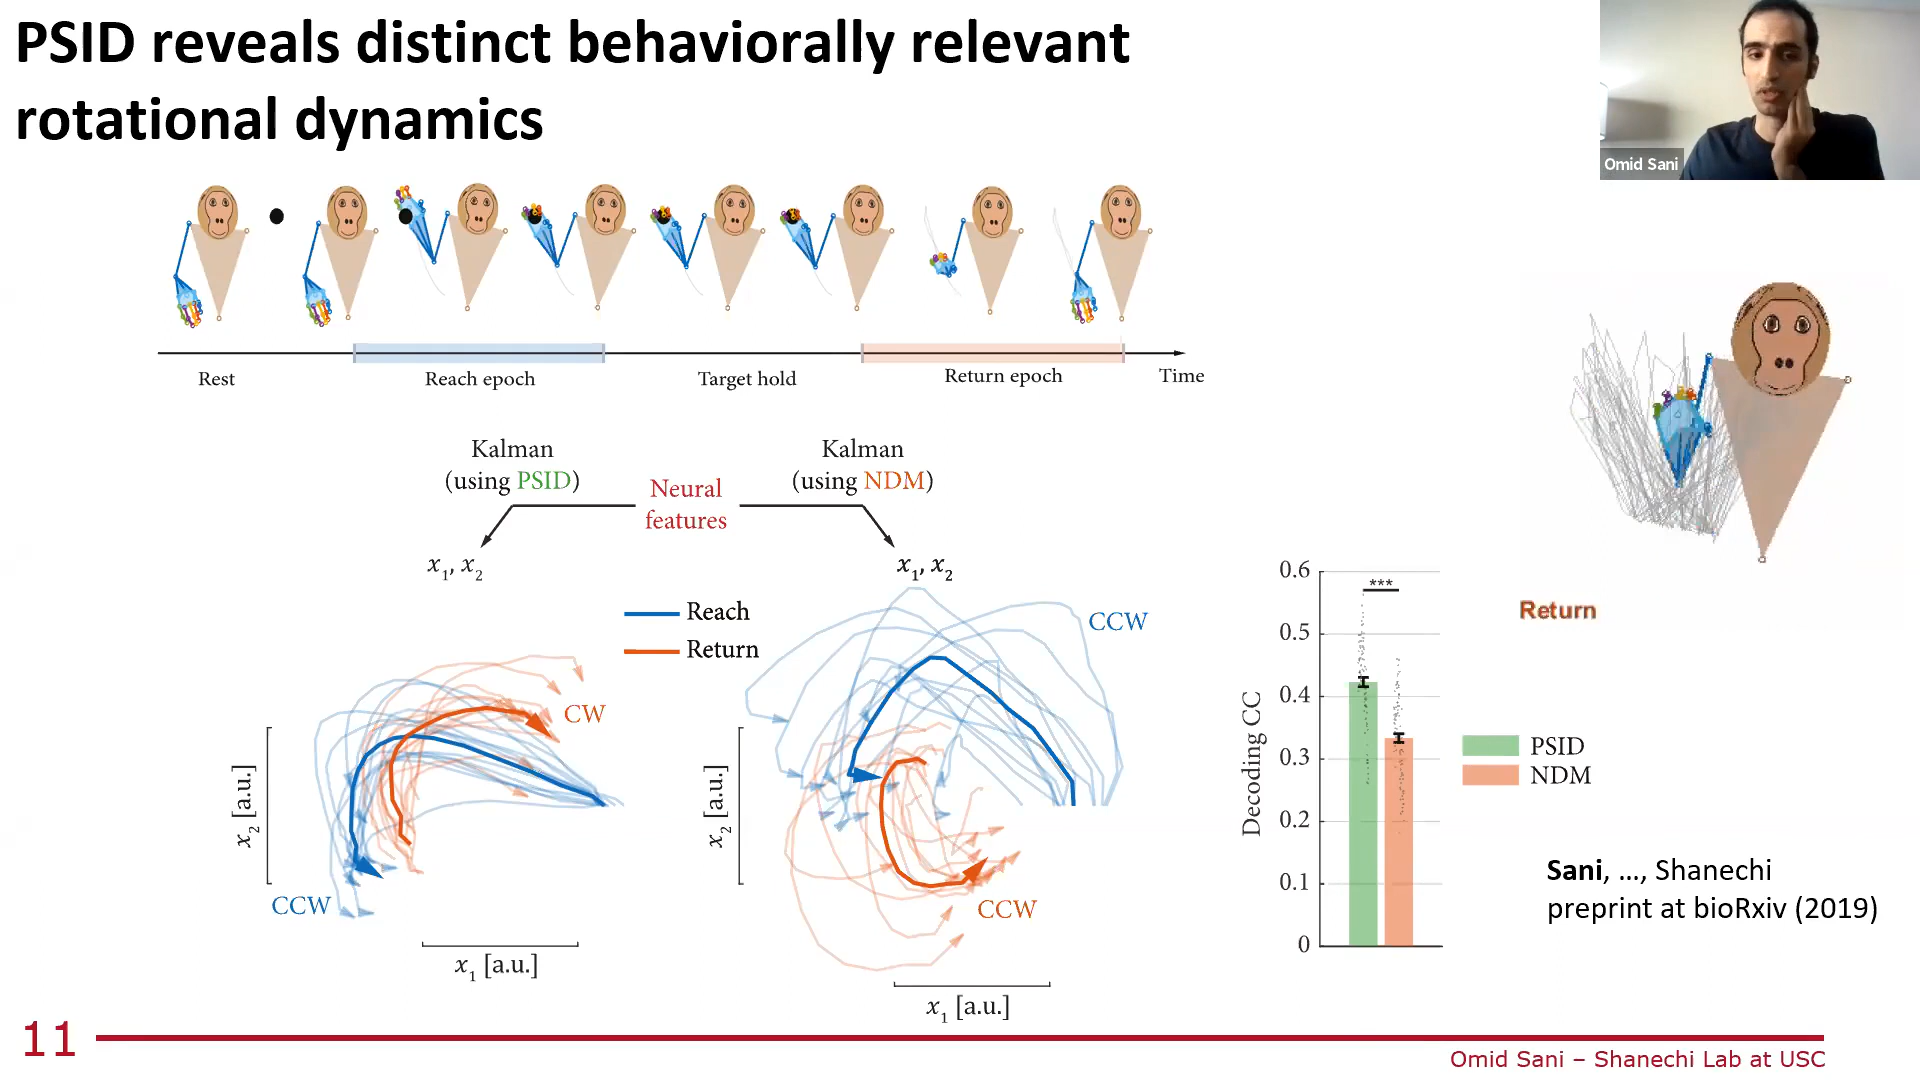 PSID reveals distinct behaviorally relevant
rotational dynamics
Omid Sani
Rest
Reach epoch
Target hold
Return epoch
Time
Kalman
(using PSID)
Neural
features
Kalman
(using NDM)
x1, x2
x1, x2
Reach
Return
CW
CCW
x2 [a.u.]
x1 [a.u.]
CCW
CCW
x2 [a.u.]
x1 [a.u.]
***
0.6
0.5
0.4
0.3
0.2
0.1
0
Decoding CC
PSID
NDM
Return
Sani, ..., Shanechi
preprint at bioRxiv (2019)
11
Omid Sani – Shanechi Lab at USC